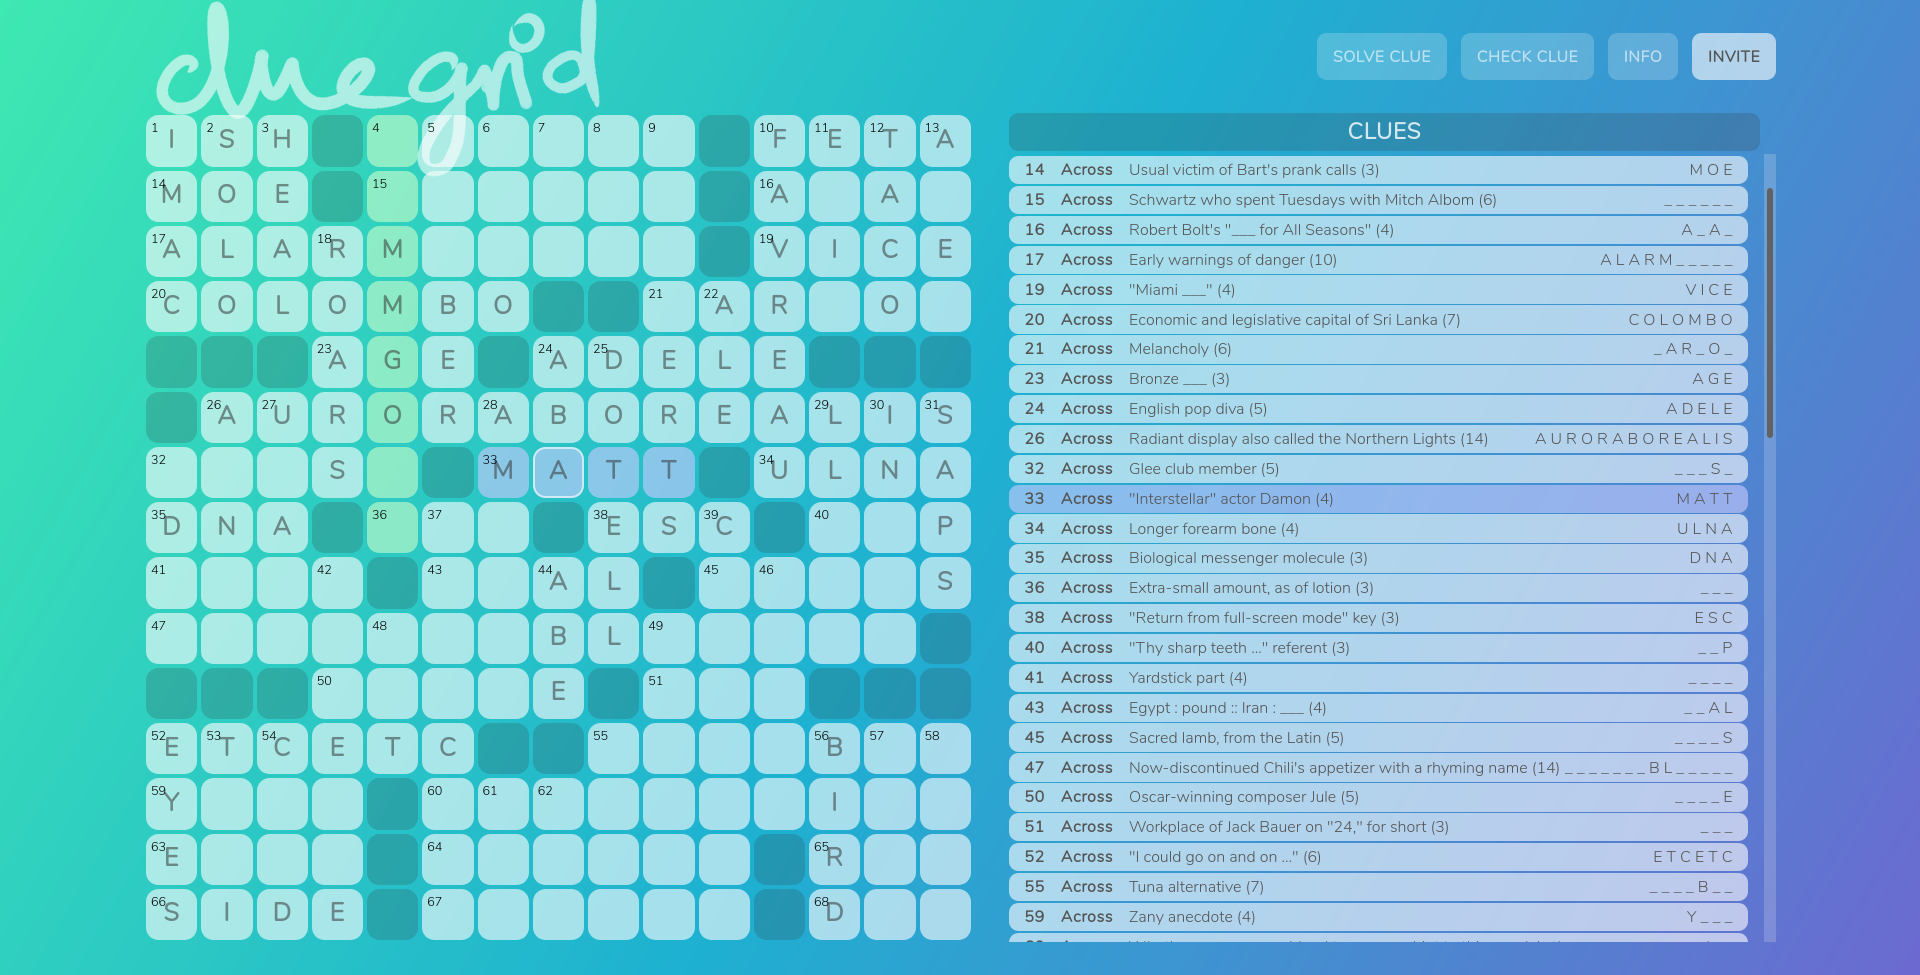 cluegrid
SOLVE CLUE CHECK CLUE INFO INVITE
1 I 2 S 3 H 4 5 6 7 8 9 10 F 11 E 12 T 13 A
14 M O E 15 16 A A
17 A L A 18 R M 19 V I C E
20 C O L O M B O 21 22 A R O
23 A G E 24 A 25 D E L E
26 A 27 U R O R 28 A B O R E A 29 L 30 I 31 S
32 S 33 M A T T 34 U L N A
35 D N A 36 37 38 E S 39 C 40 P
41 42 43 44 A L 45 46 S
47 48 B L 49
50 E 51
52 E 53 T 54 C E T C 55 56 B 57 58
59 Y 60 61 62 I
63 E 64 65 R
66 S I D E 67 68 D
CLUES
14 Across Usual victim of Bart's prank calls (3) M O E
15 Across Schwartz who spent Tuesdays with Mitch Albom (6) _ _ _ _ _ _
16 Across Robert Bolt's "___ for All Seasons" (4) A _ A _
17 Across Early warnings of danger (10) A L A R M _ _ _ _ _
19 Across "Miami ___" (4) V I C E
20 Across Economic and legislative capital of Sri Lanka (7) C O L O M B O
21 Across Melancholy (6) _ A R _ O _
23 Across Bronze ___ (3) A G E
24 Across English pop diva (5) A D E L E
26 Across Radiant display also called the Northern Lights (14) A U R O R A B O R E A L I S
32 Across Glee club member (5) _ _ _ S _
33 Across "Interstellar" actor Damon (4) M A T T
34 Across Longer forearm bone (4) U L N A
35 Across Biological messenger molecule (3) D N A
36 Across Extra-small amount, as of lotion (3) _ _ _
38 Across "Return from full-screen mode" key (3) E S C
40 Across "Thy sharp teeth ..." referent (3) _ _ P
41 Across Yardstick part (4) _ _ _ _
43 Across Egypt : pound :: Iran : ___ (4) _ _ A L
45 Across Sacred lamb, from the Latin (5) _ _ _ _ S
47 Across Now-discontinued Chili's appetizer with a rhyming name (14) _ _ _ _ _ _ _ B L _ _ _ _ _
50 Across Oscar-winning composer Jule (5) _ _ _ _ E
51 Across Workplace of Jack Bauer on "24," for short (3) _ _ _
52 Across "I could go on and on ..." (6) E T C E T C
55 Across Tuna alternative (7) _ _ _ _ B _ _
59 Across Zany anecdote (4) Y _ _ _